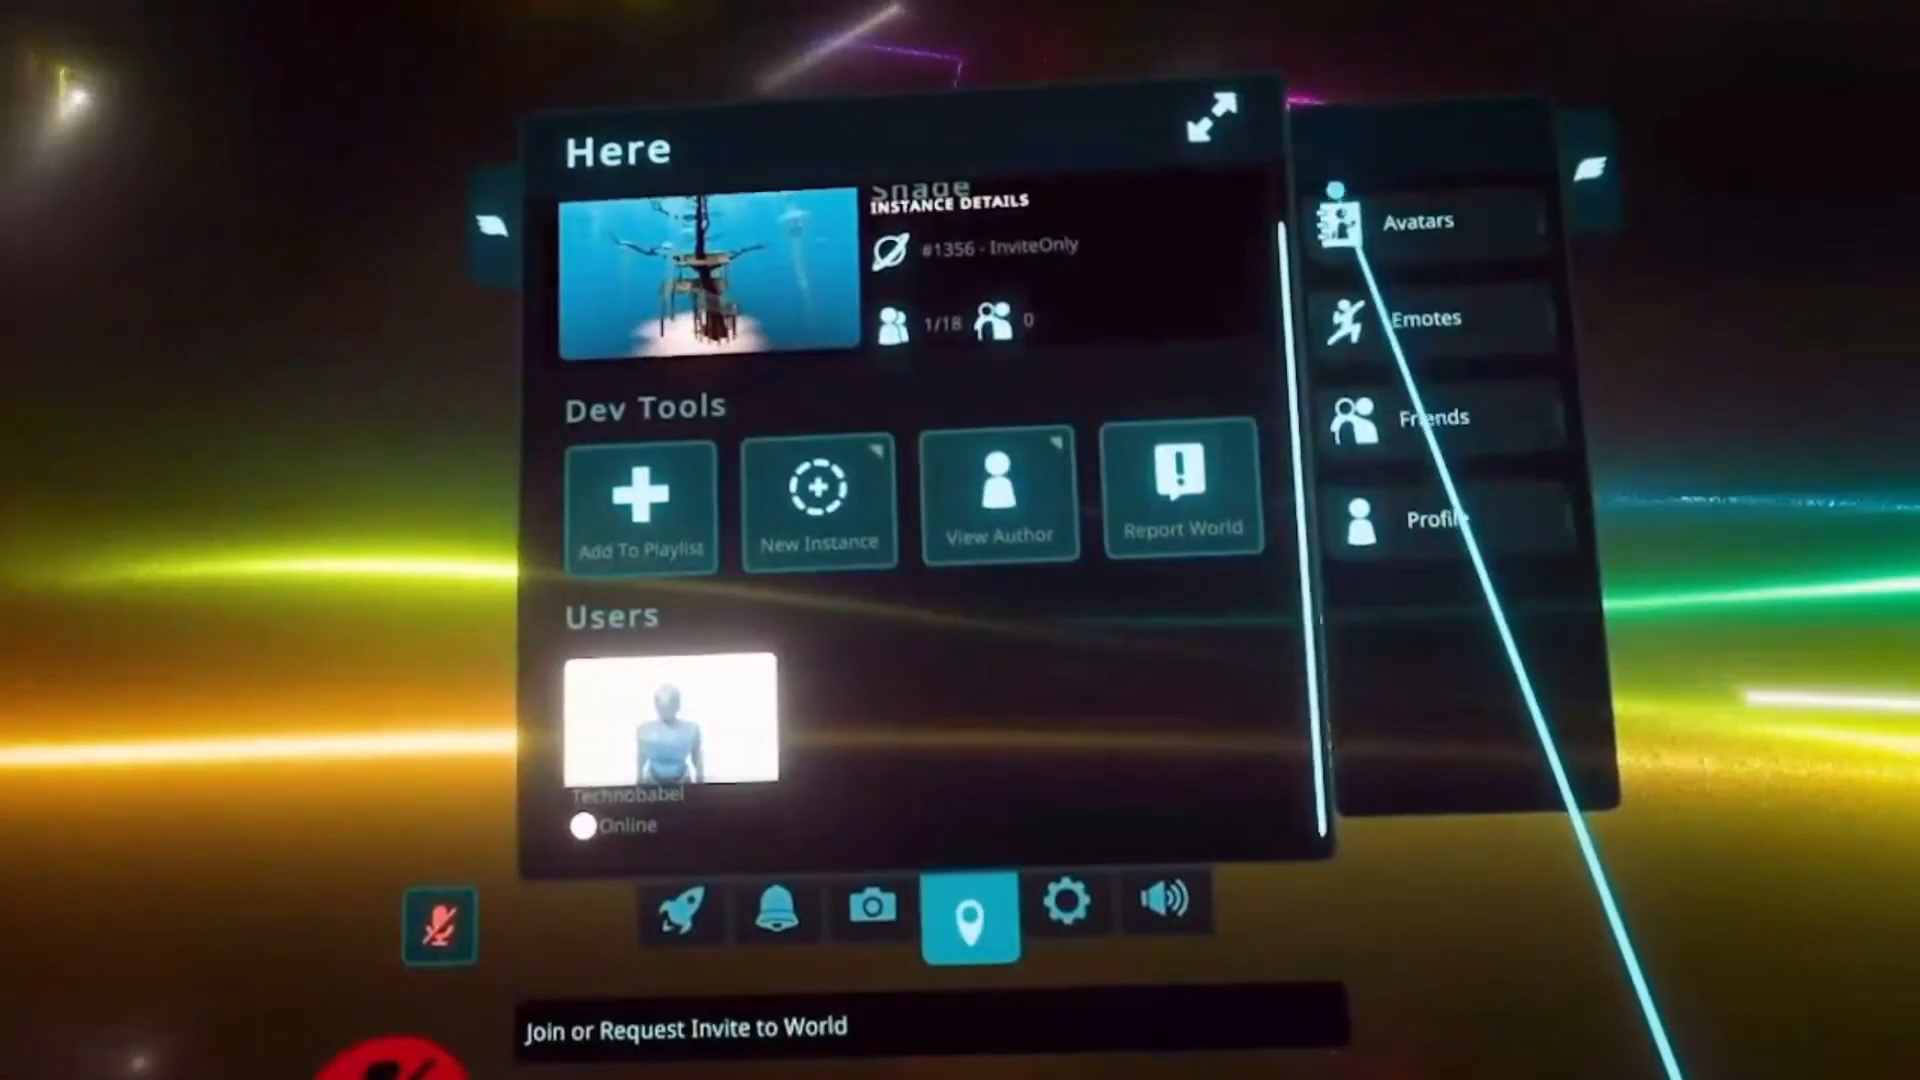 Here
Shade
INSTANCE DETAILS
#1356 - InviteOnly
1/18
0
Dev Tools
Add To Playlist
New Instance
View Author
Report World
Users
Technobabel
Online
Avatars
Emotes
Friends
Profile
Join or Request Invite to World